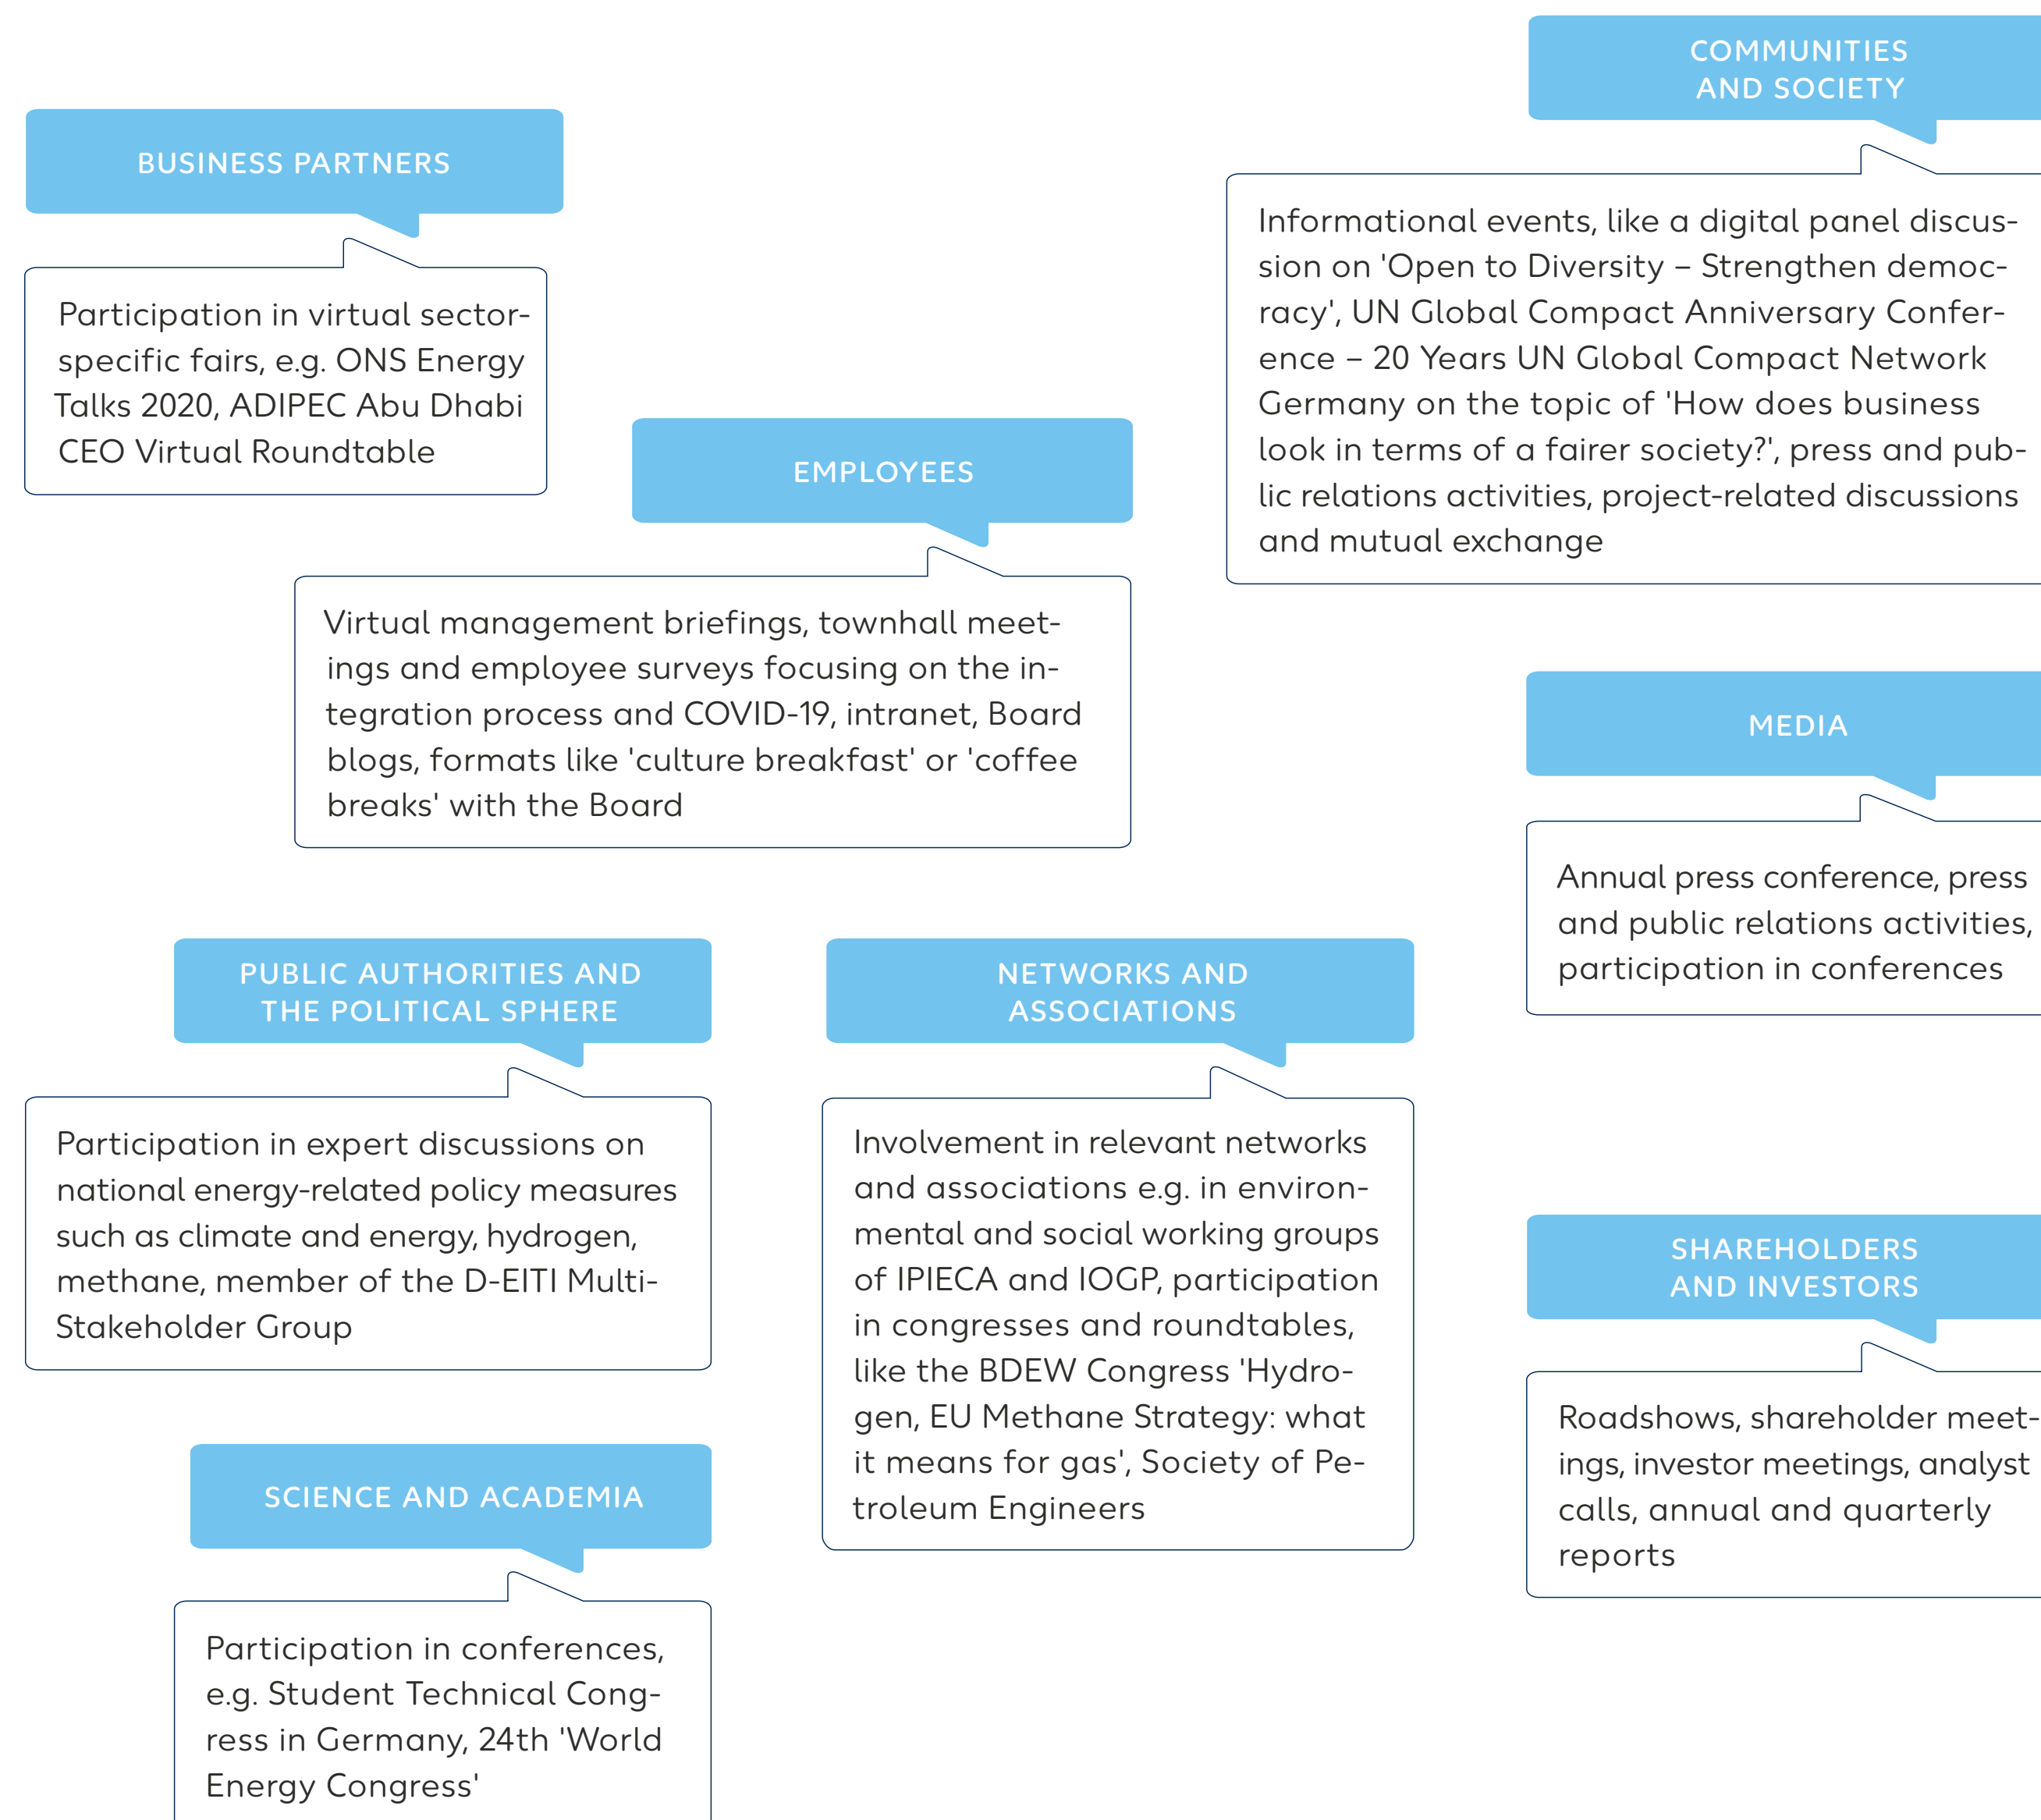 BUSINESS PARTNERS
Participation in virtual sector-
specific fairs, e.g. ONS Energy
Talks 2020, ADIPEC Abu Dhabi
CEO Virtual Roundtable
EMPLOYEES
Virtual management briefings, townhall meet-
ings and employee surveys focusing on the in-
tegration process and COVID-19, intranet, Board
blogs, formats like 'culture breakfast' or 'coffee
breaks' with the Board
COMMUNITIES
AND SOCIETY
Informational events, like a digital panel discus-
sion on 'Open to Diversity – Strengthen democ-
racy', UN Global Compact Anniversary Confer-
ence – 20 Years UN Global Compact Network
Germany on the topic of 'How does business
look in terms of a fairer society?', press and pub-
lic relations activities, project-related discussions
and mutual exchange
MEDIA
Annual press conference, press
and public relations activities,
participation in conferences
PUBLIC AUTHORITIES AND
THE POLITICAL SPHERE
Participation in expert discussions on
national energy-related policy measures
such as climate and energy, hydrogen,
methane, member of the D-EITI Multi-
Stakeholder Group
NETWORKS AND
ASSOCIATIONS
Involvement in relevant networks
and associations e.g. in environ-
mental and social working groups
of IPIECA and IOGP, participation
in congresses and roundtables,
like the BDEW Congress 'Hydro-
gen, EU Methane Strategy: what
it means for gas', Society of Pe-
troleum Engineers
SHAREHOLDERS
AND INVESTORS
Roadshows, shareholder meet-
ings, investor meetings, analyst
calls, annual and quarterly
reports
SCIENCE AND ACADEMIA
Participation in conferences,
e.g. Student Technical Cong-
ress in Germany, 24th 'World
Energy Congress'